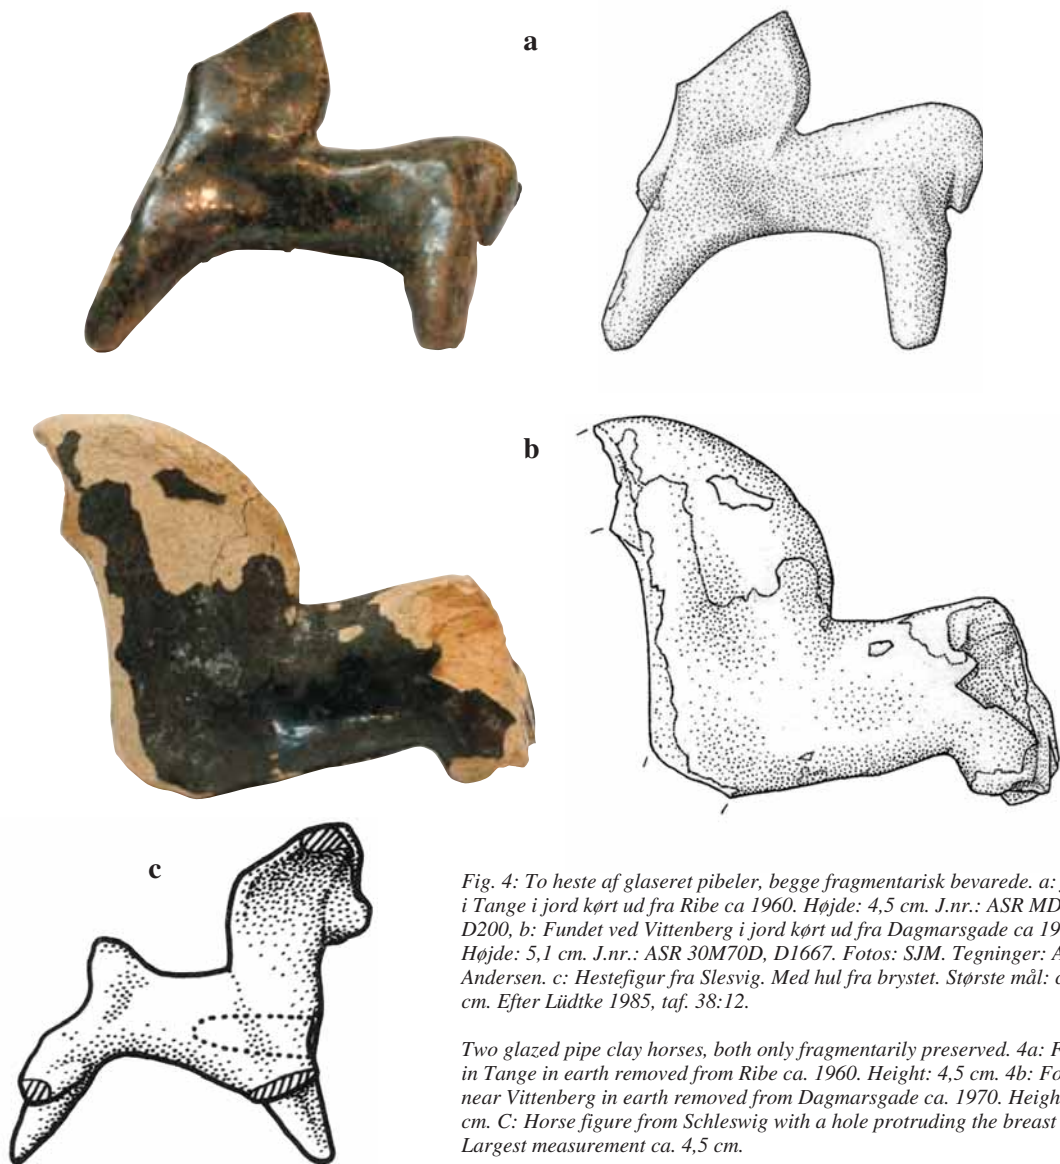 a
b
c
Fig. 4: To heste af glaseret pibeler, begge fragmentarisk bevarede. a:
i Tange i jord kørt ud fra Ribe ca 1960. Højde: 4,5 cm. J.nr.: ASR MD
D200, b: Fundet ved Vittenberg i jord kørt ud fra Dagmarsgade ca 19
Højde: 5,1 cm. J.nr.: ASR 30M70D, D1667. Fotos: SJM. Tegninger: A
Andersen. c: Hestefigur fra Slesvig. Med hul fra brystet. Største mål:
cm. Efter Lüdtke 1985, taf. 38:12.
Two glazed pipe clay horses, both only fragmentarily preserved. 4a: F
in Tange in earth removed from Ribe ca. 1960. Height: 4,5 cm. 4b: Fo
near Vittenberg in earth removed from Dagmarsgade ca. 1970. Height
cm. C: Horse figure from Schleswig with a hole protruding the breast
Largest measurement ca. 4,5 cm.